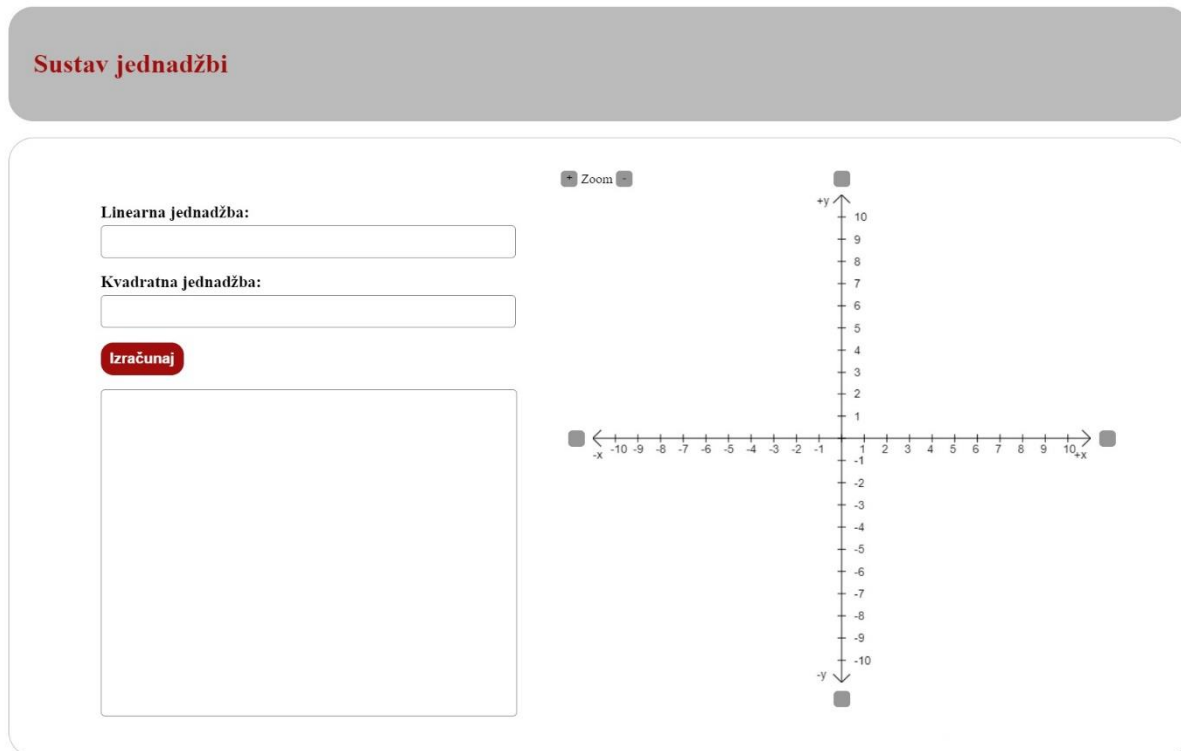 Sustav jednadžbi
Linearna jednadžba:
Kvadratna jednadžba:
Izračunaj
+ Zoom -
+y
10
9
8
7
6
5
4
3
2
1
-x -10 -9 -8 -7 -6 -5 -4 -3 -2 -1 1 2 3 4 5 6 7 8 9 10 +x
-1
-2
-3
-4
-5
-6
-7
-8
-9
-10
-y